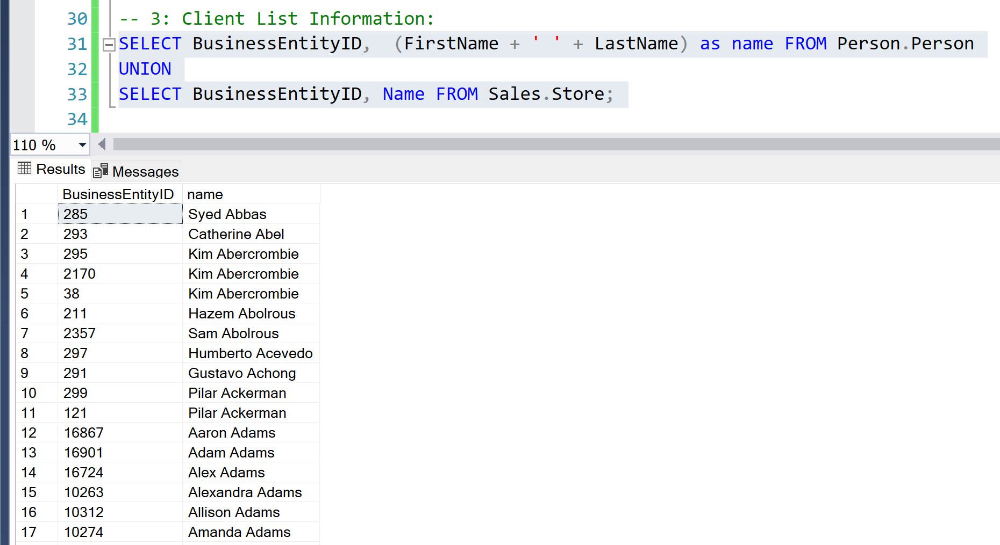 30 -- 3: Client List Information:
31 SELECT BusinessEntityID,  (FirstName + ' ' + LastName) as name FROM Person.Person
32 UNION
33 SELECT BusinessEntityID, Name FROM Sales.Store;
34
110 %
Results Messages
BusinessEntityID name
1 285 Syed Abbas
2 293 Catherine Abel
3 295 Kim Abercrombie
4 2170 Kim Abercrombie
5 38 Kim Abercrombie
6 211 Hazem Abolrous
7 2357 Sam Abolrous
8 297 Humberto Acevedo
9 291 Gustavo Achong
10 299 Pilar Ackerman
11 121 Pilar Ackerman
12 16867 Aaron Adams
13 16901 Adam Adams
14 16724 Alex Adams
15 10263 Alexandra Adams
16 10312 Allison Adams
17 10274 Amanda Adams